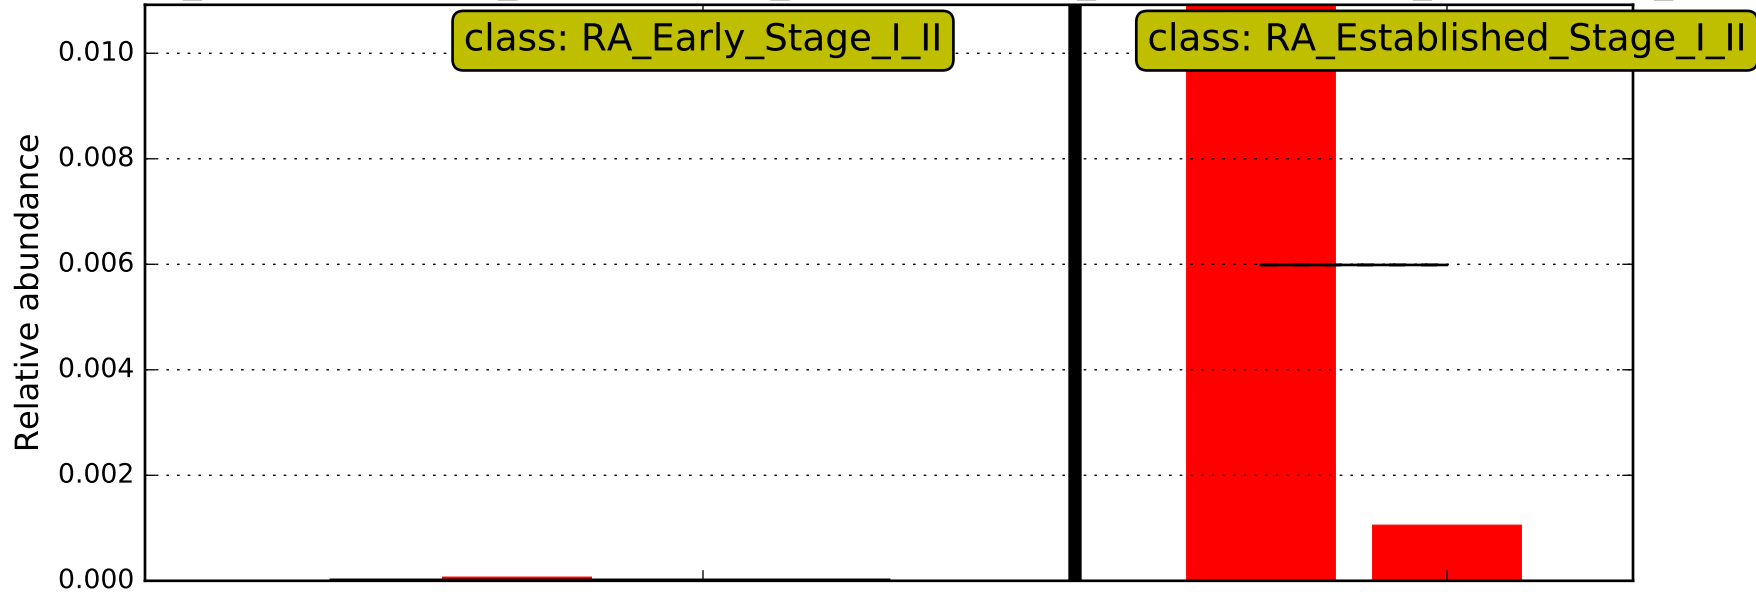 class: RA_Early_Stage_I_II
class: RA_Established_Stage_I_II
0.010
0.008
0.006
0.004
0.002
0.000
Relative abundance